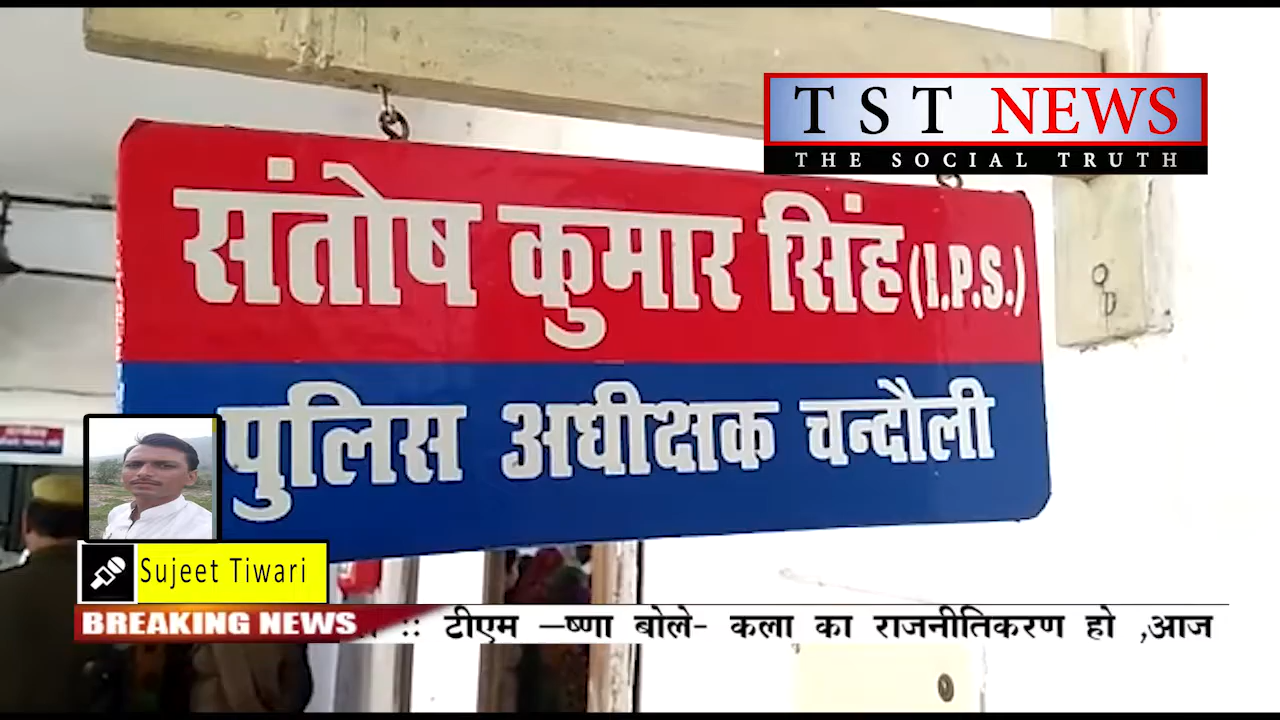 TST NEWS
THE SOCIAL TRUTH
संतोष कुमार सिंह (I.P.S.)
पुलिस अधीक्षक चन्दौली
Sujeet Tiwari
BREAKING NEWS
:: टीएम –ष्णा बोले- कला का राजनीतिकरण हो ,आज